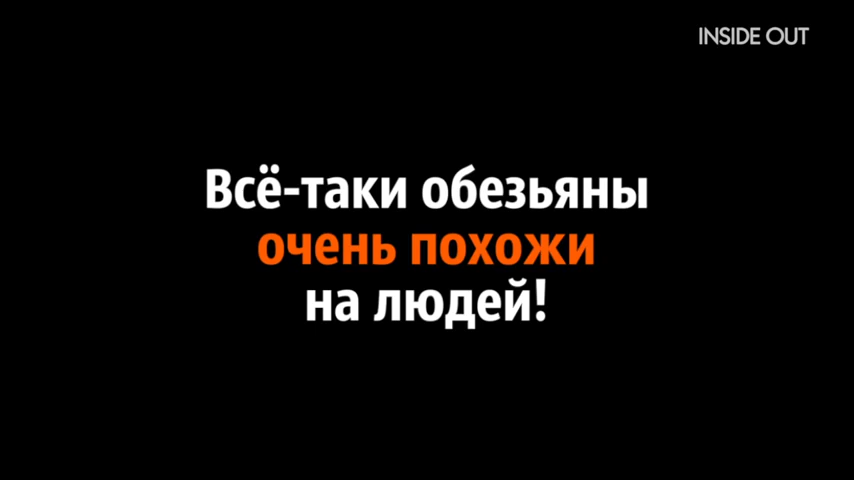 INSIDE OUT
Всё-таки обезьяны
очень похожи
на людей!